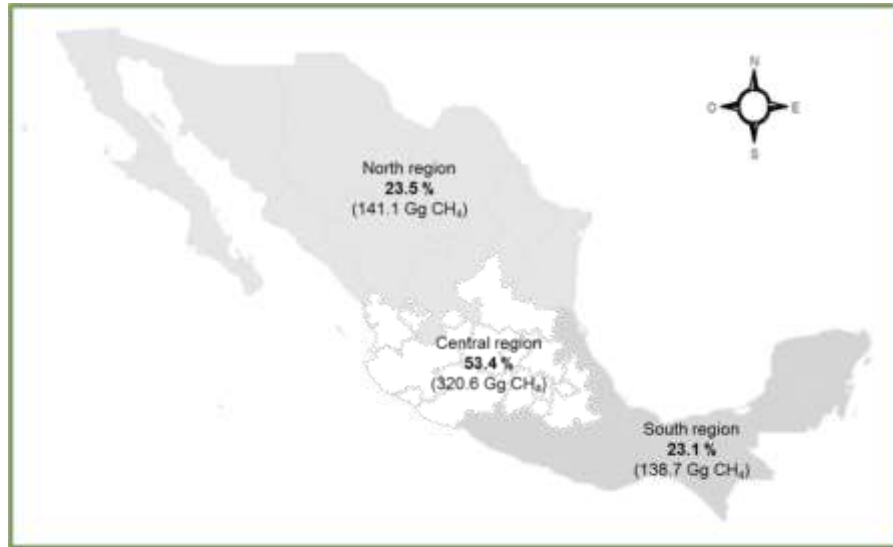 N
O
E
S
North region
23.5 %
(141.1 Gg CH₄)
Central region
53.4 %
(320.6 Gg CH₄)
South region
23.1 %
(138.7 Gg CH₄)